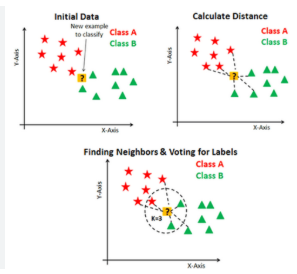 Initial Data
New example
to classify
Class A
Class B
?
Y-Axis
X-Axis
Calculate Distance
Class A
Class B
?
Y-Axis
X-Axis
Finding Neighbors & Voting for Labels
Class A
Class B
?
K=3
Y-Axis
X-Axis